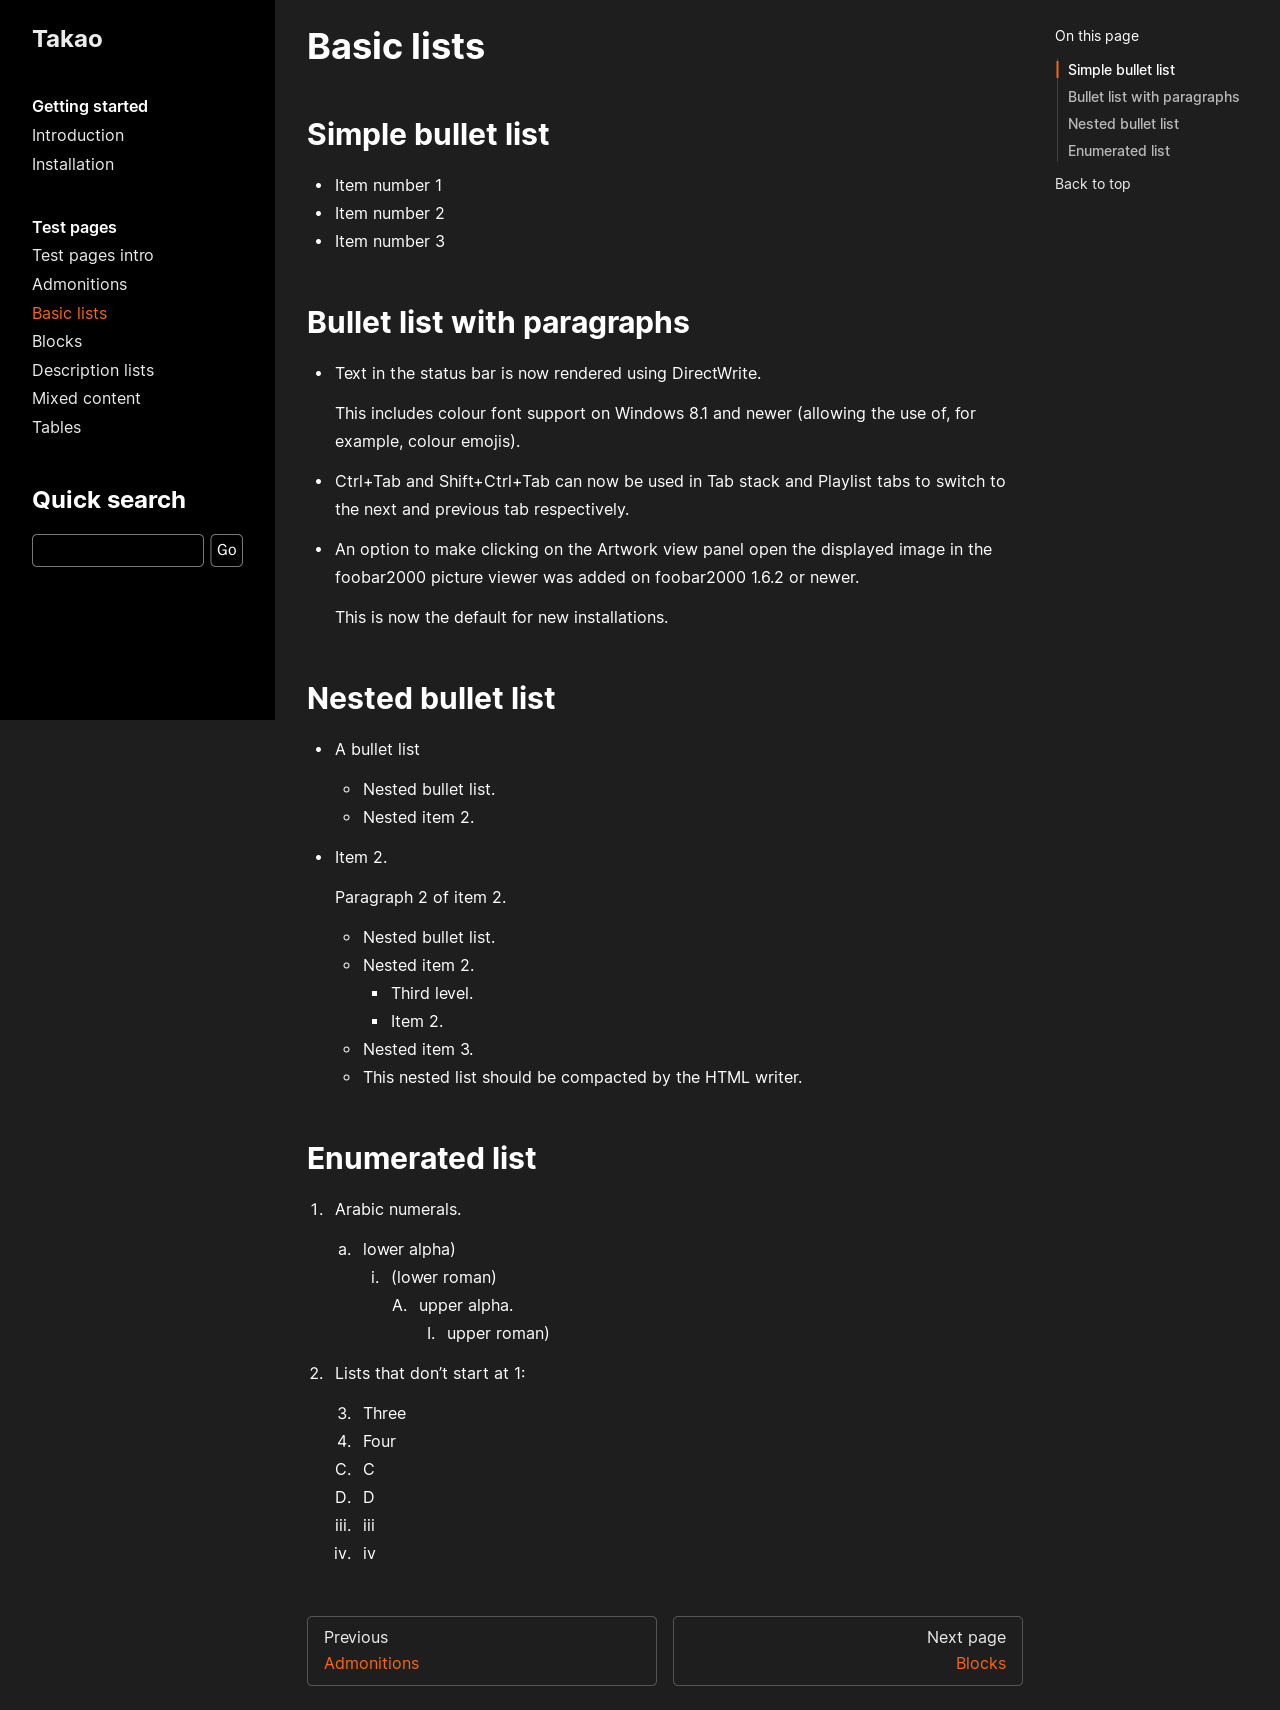 Takao
Getting started
Introduction
Installation
Test pages
Test pages intro
Admonitions
Basic lists
Blocks
Description lists
Mixed content
Tables
Quick search
Go
Basic lists
Simple bullet list
• Item number 1
• Item number 2
• Item number 3
Bullet list with paragraphs
• Text in the status bar is now rendered using DirectWrite.
This includes colour font support on Windows 8.1 and newer (allowing the use of, for
example, colour emojis).
• Ctrl+Tab and Shift+Ctrl+Tab can now be used in Tab stack and Playlist tabs to switch to
the next and previous tab respectively.
• An option to make clicking on the Artwork view panel open the displayed image in the
foobar2000 picture viewer was added on foobar2000 1.6.2 or newer.
This is now the default for new installations.
Nested bullet list
• A bullet list
◦ Nested bullet list.
◦ Nested item 2.
• Item 2.
Paragraph 2 of item 2.
◦ Nested bullet list.
◦ Nested item 2.
▪ Third level.
▪ Item 2.
◦ Nested item 3.
◦ This nested list should be compacted by the HTML writer.
Enumerated list
1. Arabic numerals.
a. lower alpha)
i. (lower roman)
A. upper alpha.
I. upper roman)
2. Lists that don’t start at 1:
3. Three
4. Four
C. C
D. D
iii. iii
iv. iv
Previous
Admonitions
Next page
Blocks
On this page
Simple bullet list
Bullet list with paragraphs
Nested bullet list
Enumerated list
Back to top